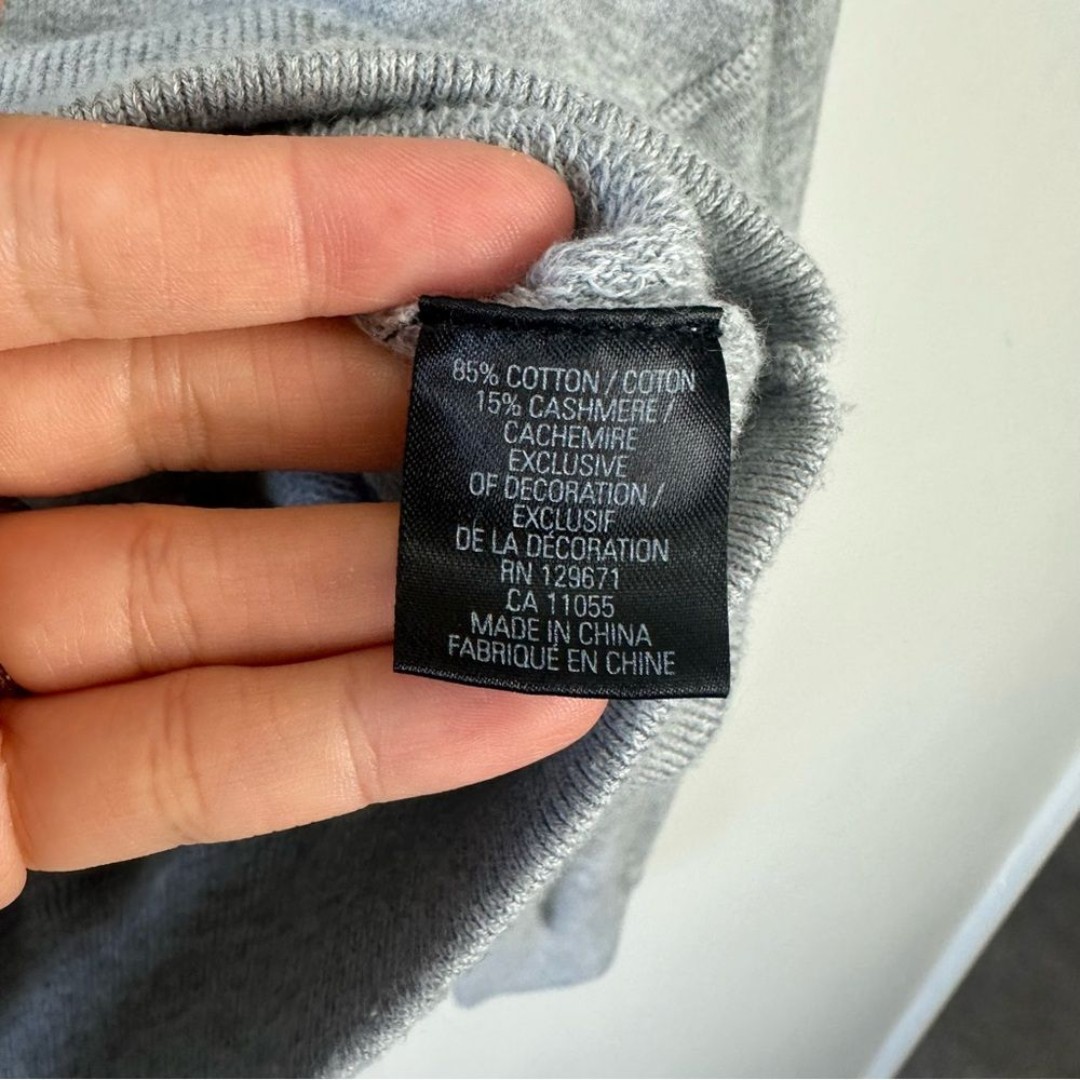 85% COTTON / COTON
15% CASHMERE /
CACHEMIRE
EXCLUSIVE
OF DECORATION /
EXCLUSIF
DE LA DÉCORATION
RN 129671
CA 11055
MADE IN CHINA
FABRIQUÉ EN CHINE